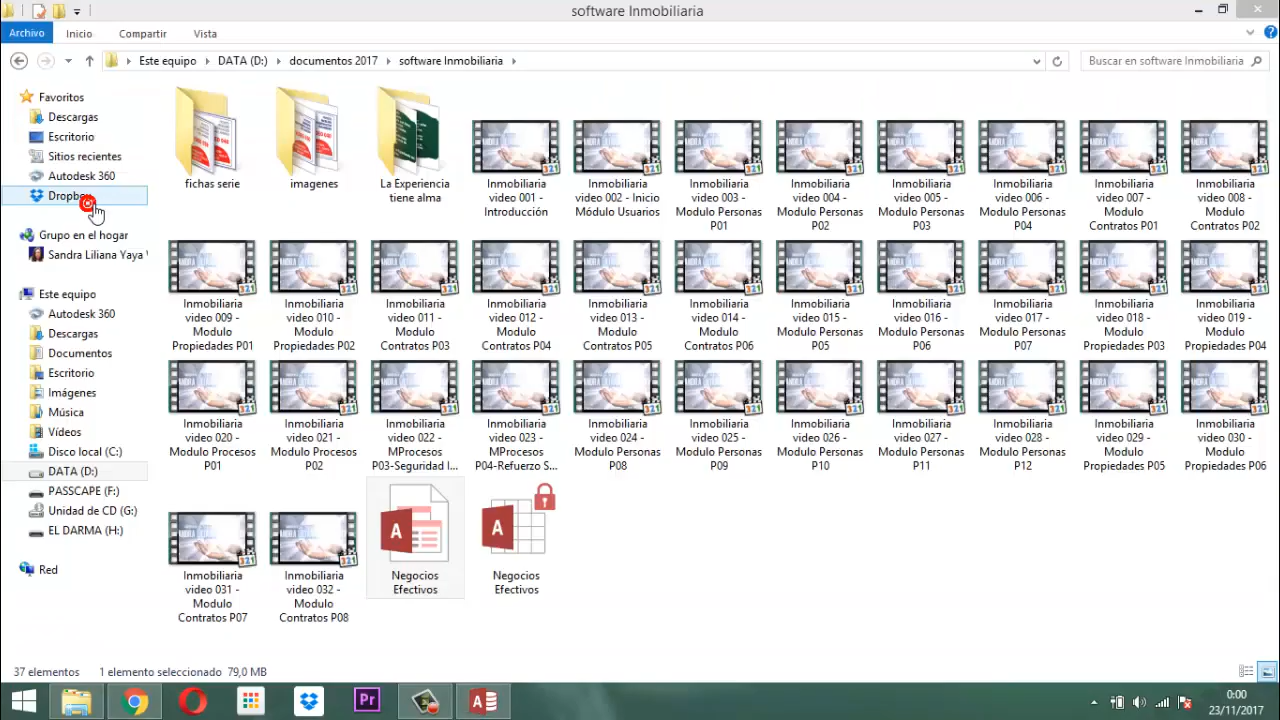 software Inmobiliaria
Archivo
Inicio
Compartir
Vista
Este equipo
DATA (D:)
documentos 2017
software Inmobiliaria
Buscar en software Inmobiliaria
Favoritos
Descargas
Escritorio
Sitios recientes
Autodesk 360
Grupo en el hogar
Sandra Liliana Yaya
Este equipo
Autodesk 360
Descargas
Documentos
Escritorio
Imágenes
Música
Vídeos
Disco local (C:)
DATA (D:)
PASSCAPE (F:)
Unidad de CD (G:)
EL DARMA (H:)
Red
fichas serie
imagenes
La Experiencia
tiene alma
Inmobiliaria
video 001 -
Introducción
Inmobiliaria
video 002 - Inicio
Módulo Usuarios
Inmobiliaria
video 003 -
Modulo Personas
P01
Inmobiliaria
video 004 -
Modulo Personas
P02
Inmobiliaria
video 005 -
Modulo Personas
P03
Inmobiliaria
video 006 -
Modulo Personas
P04
Inmobiliaria
video 007 -
Modulo
Contratos P01
Inmobiliaria
video 008 -
Modulo
Contratos P02
Inmobiliaria
video 009 -
Modulo
Propiedades P01
Inmobiliaria
video 010 -
Modulo
Propiedades P02
Inmobiliaria
video 011 -
Modulo
Contratos P03
Inmobiliaria
video 012 -
Modulo
Contratos P04
Inmobiliaria
video 013 -
Modulo
Contratos P05
Inmobiliaria
video 014 -
Modulo
Contratos P06
Inmobiliaria
video 015 -
Modulo Personas
P05
Inmobiliaria
video 016 -
Modulo Personas
P06
Inmobiliaria
video 017 -
Modulo Personas
P07
Inmobiliaria
video 018 -
Modulo
Propiedades P03
Inmobiliaria
video 019 -
Modulo
Propiedades P04
Inmobiliaria
video 020 -
Modulo Procesos
P01
Inmobiliaria
video 021 -
Modulo Procesos
P02
Inmobiliaria
video 022 -
MProcesos
P03-Seguridad I...
Inmobiliaria
video 023 -
MProcesos
P04-Refuerzo S...
Inmobiliaria
video 024 -
Modulo Personas
P08
Inmobiliaria
video 025 -
Modulo Personas
P09
Inmobiliaria
video 026 -
Modulo Personas
P10
Inmobiliaria
video 027 -
Modulo Personas
P11
Inmobiliaria
video 028 -
Modulo Personas
P12
Inmobiliaria
video 029 -
Modulo
Propiedades P05
Inmobiliaria
video 030 -
Modulo
Propiedades P06
Inmobiliaria
video 031 -
Modulo
Contratos P07
Inmobiliaria
video 032 -
Modulo
Contratos P08
Negocios
Efectivos
Negocios
Efectivos
37 elementos
1 elemento seleccionado 79,0 MB
Pr
0:00
23/11/2017